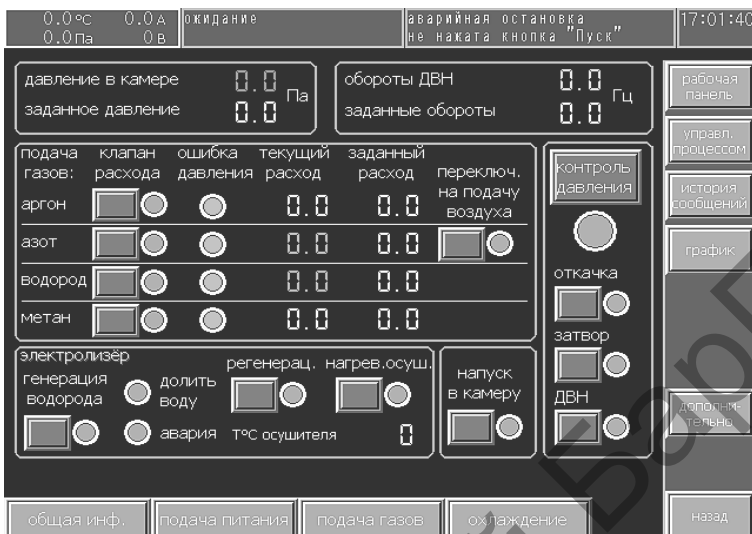 0.0 °C 0.0 А ожидание аварийная остановка 17:01:40
0.0 Па 0 В не нажата кнопка "Пуск"
давление в камере 0.0 Па
заданное давление 0.0
обороты ДВН 0.0 Гц
заданные обороты 0.0
рабочая
панель
управл.
процессом
история
сообщений
график
дополни-
тельно
назад
подача клапан ошибка текущий заданный
газов: расхода давления расход расход
переключ.
на подачу
воздуха
аргон 0.0 0.0
азот 0.0 0.0
водород 0.0 0.0
метан 0.0 0.0
контроль
давления
откачка
затвор
ДВН
электролизёр
генерация
водорода
долить
воду
авария
регенерац. нагрев.осуш.
Т°С осушителя 0
напуск
в камеру
общая инф. подача питания подача газов охлаждение